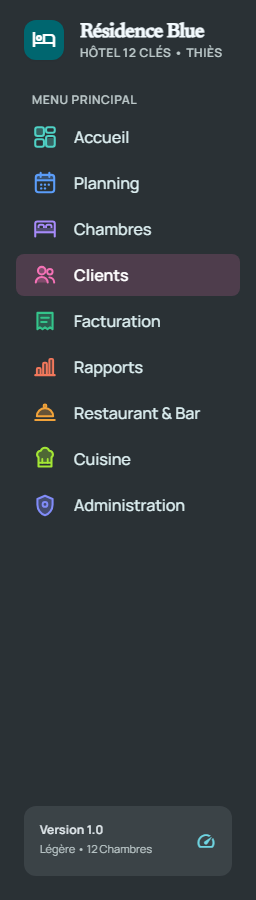 Résidence Blue
HÔTEL 12 CLÉS • THIÈS
MENU PRINCIPAL
Accueil
Planning
Chambres
Clients
Facturation
Rapports
Restaurant & Bar
Cuisine
Administration
Version 1.0
Légère • 12 Chambres